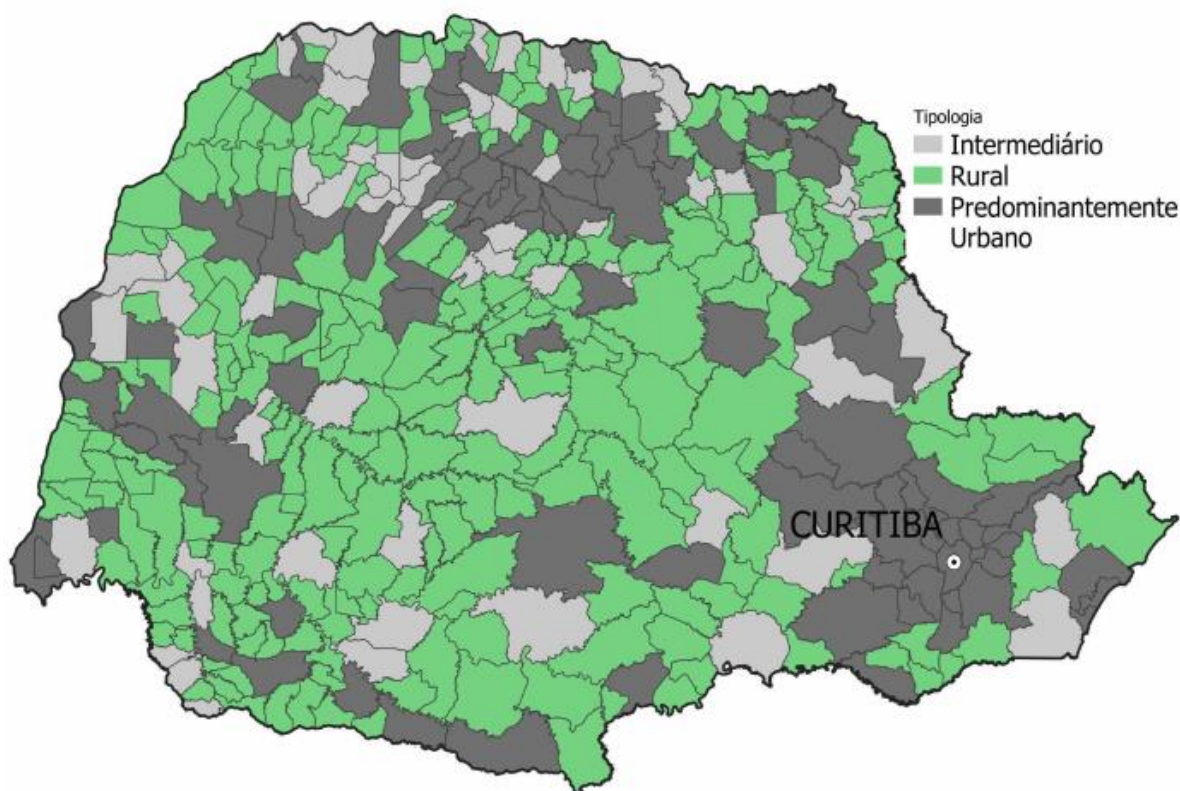 Tipologia
Intermediário
Rural
Predominantemente
Urbano
CURITIBA